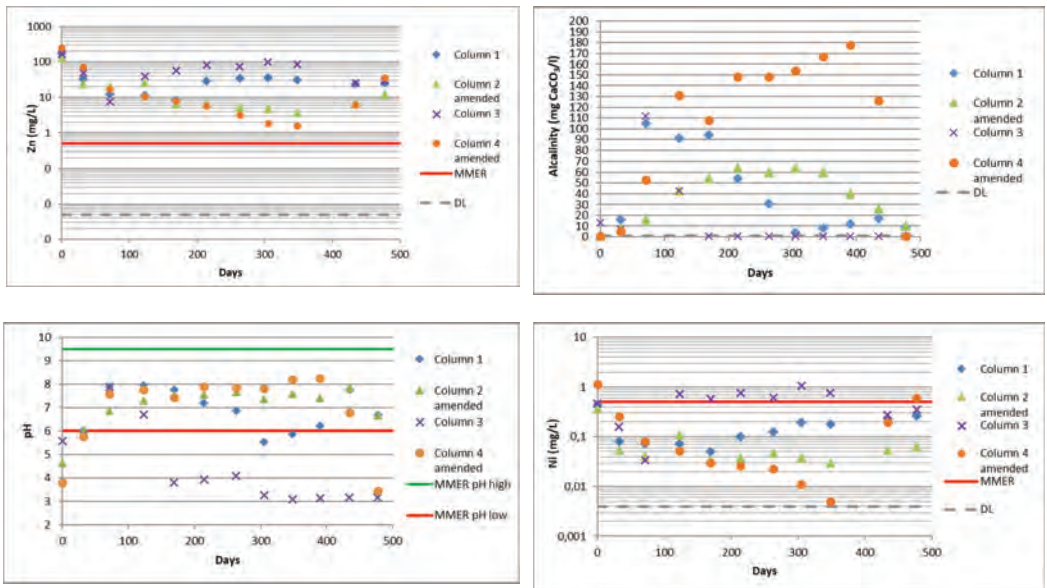 1000
100
10
1
0
0
0
Zn (mg/L)
0
100
200
300
400
500
Days
Column 1
Column 2
amended
Column 3
Column 4
amended
MMER
DL
200
190
180
170
160
150
140
130
120
110
100
90
80
70
60
50
40
30
20
10
0
Alcalinity (mg CaCO₃/l)
0
100
200
300
400
500
Days
Column 1
Column 2
amended
Column 3
Column 4
amended
DL
10
9
8
7
6
5
4
3
2
pH
0
100
200
300
400
500
Days
Column 1
Column 2
amended
Column 3
Column 4
amended
MMER pH high
MMER pH low
10
1
0,1
0,01
0,001
Ni (mg/L)
0
100
200
300
400
500
Days
Column 1
Column 2
amended
Column 3
Column 4
amended
MMER
DL